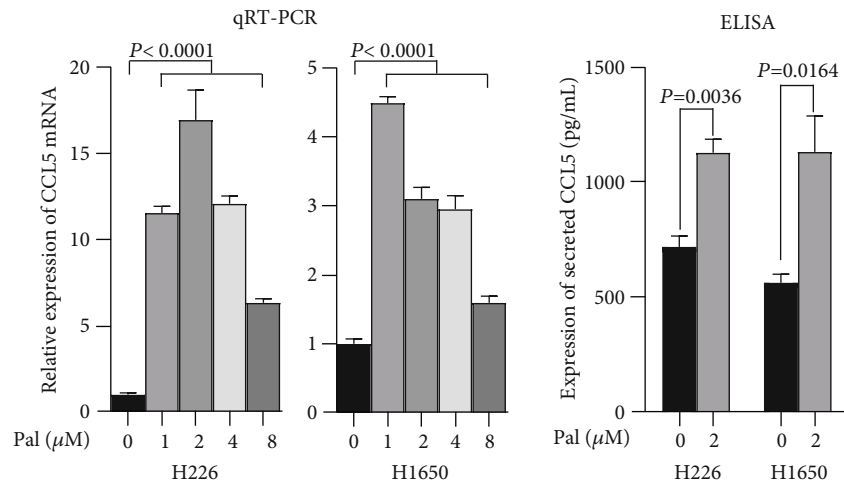 qRT-PCR
ELISA
P< 0.0001
P< 0.0001
P=0.0036
P=0.0164
Relative expression of CCL5 mRNA
20
15
10
5
0
5
4
3
2
1
0
Expression of secreted CCL5 (pg/mL)
1500
1000
500
0
Pal (μM) 0 1 2 4 8 0 1 2 4 8
H226 H1650
Pal (μM) 0 2 0 2
H226 H1650